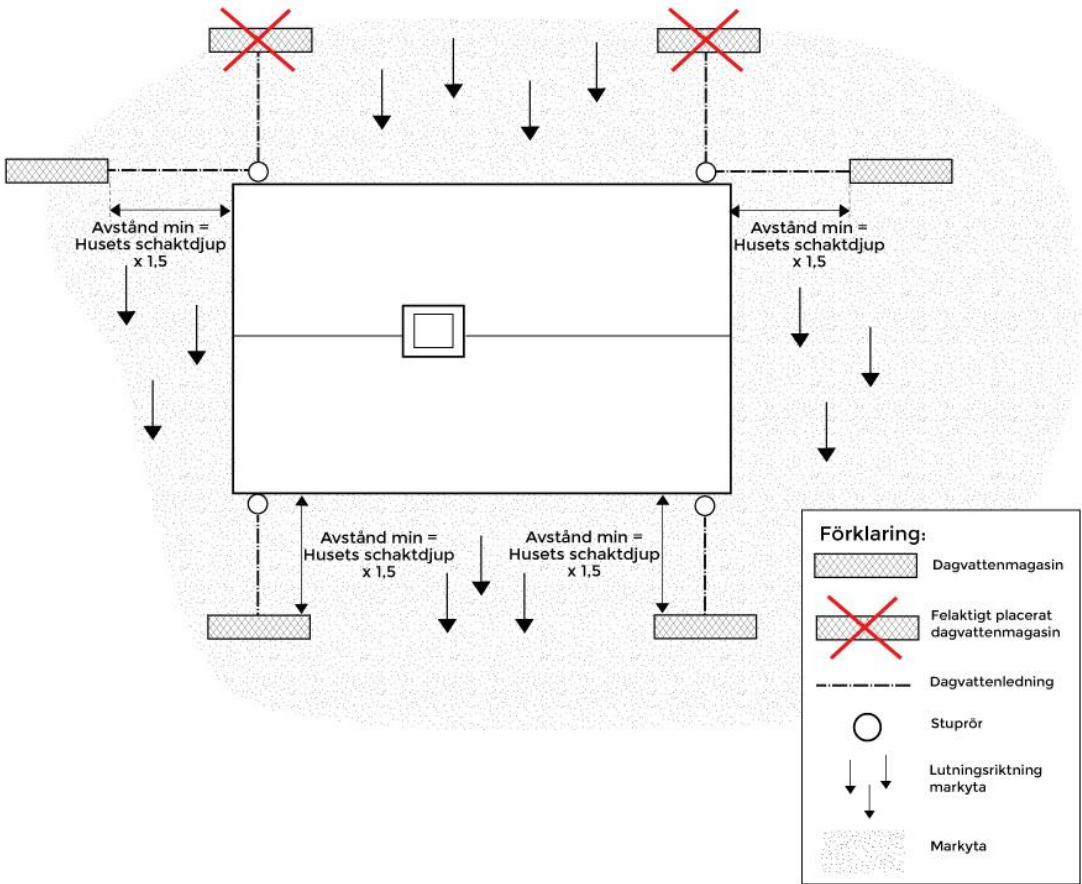 Avstånd min =
Husets schaktdjup
x 1,5
Avstånd min =
Husets schaktdjup
x 1,5
Avstånd min =
Husets schaktdjup
x 1,5
Avstånd min =
Husets schaktdjup
x 1,5
Förklaring:
Dagvattenmagasin
Felaktigt placerat
dagvattenmagasin
Dagvattenledning
Stuprör
Lutningsriktning
markyta
Markyta